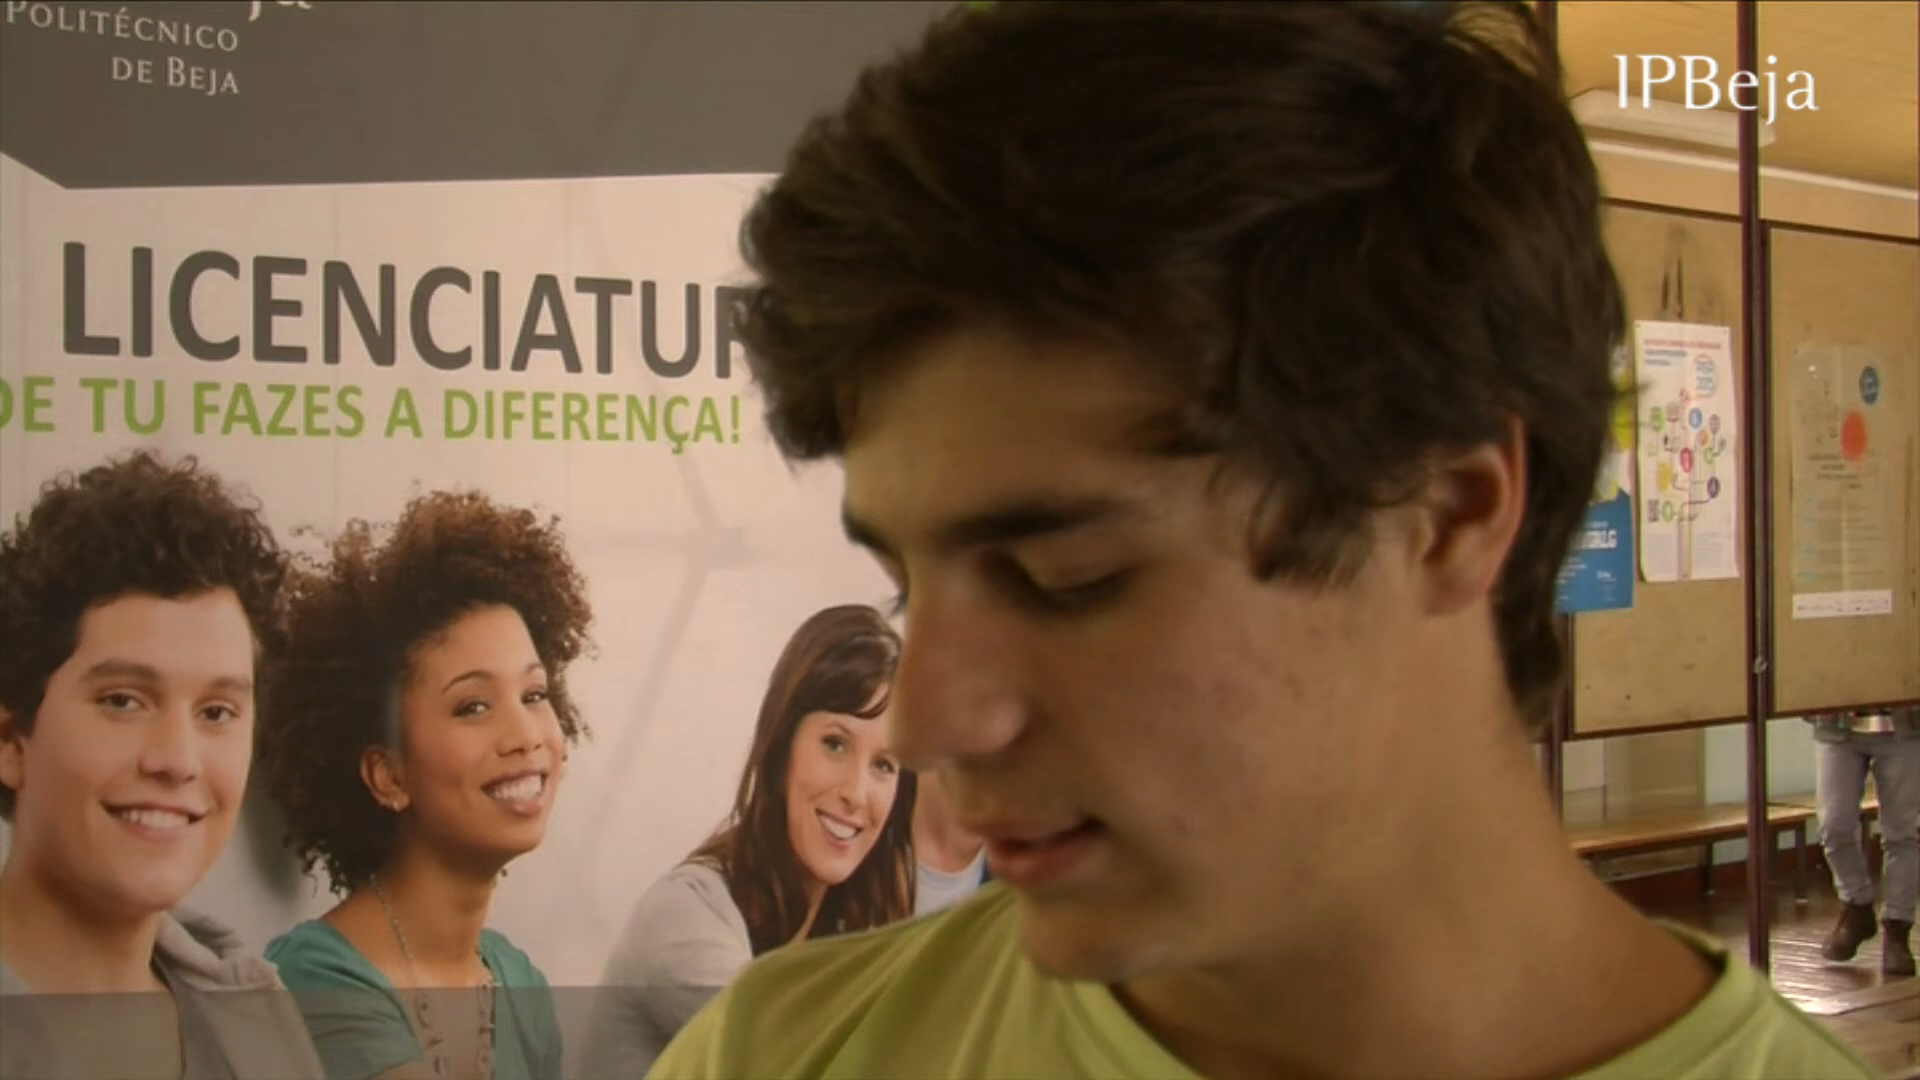 POLITÉCNICO
DE BEJA
IPBeja
LICENCIATUR
DE TU FAZES A DIFERENÇA!